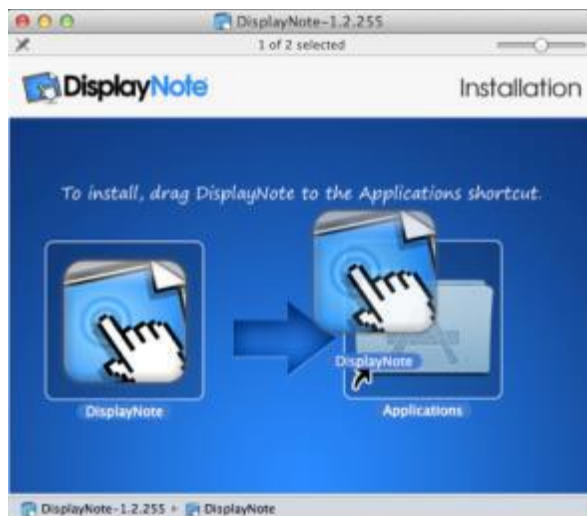 DisplayNote-1.2.255
1 of 2 selected
DisplayNote
Installation
To install, drag DisplayNote to the Applications shortcut.
DisplayNote
DisplayNote
Applications
DisplayNote-1.2.255 ▸ DisplayNote